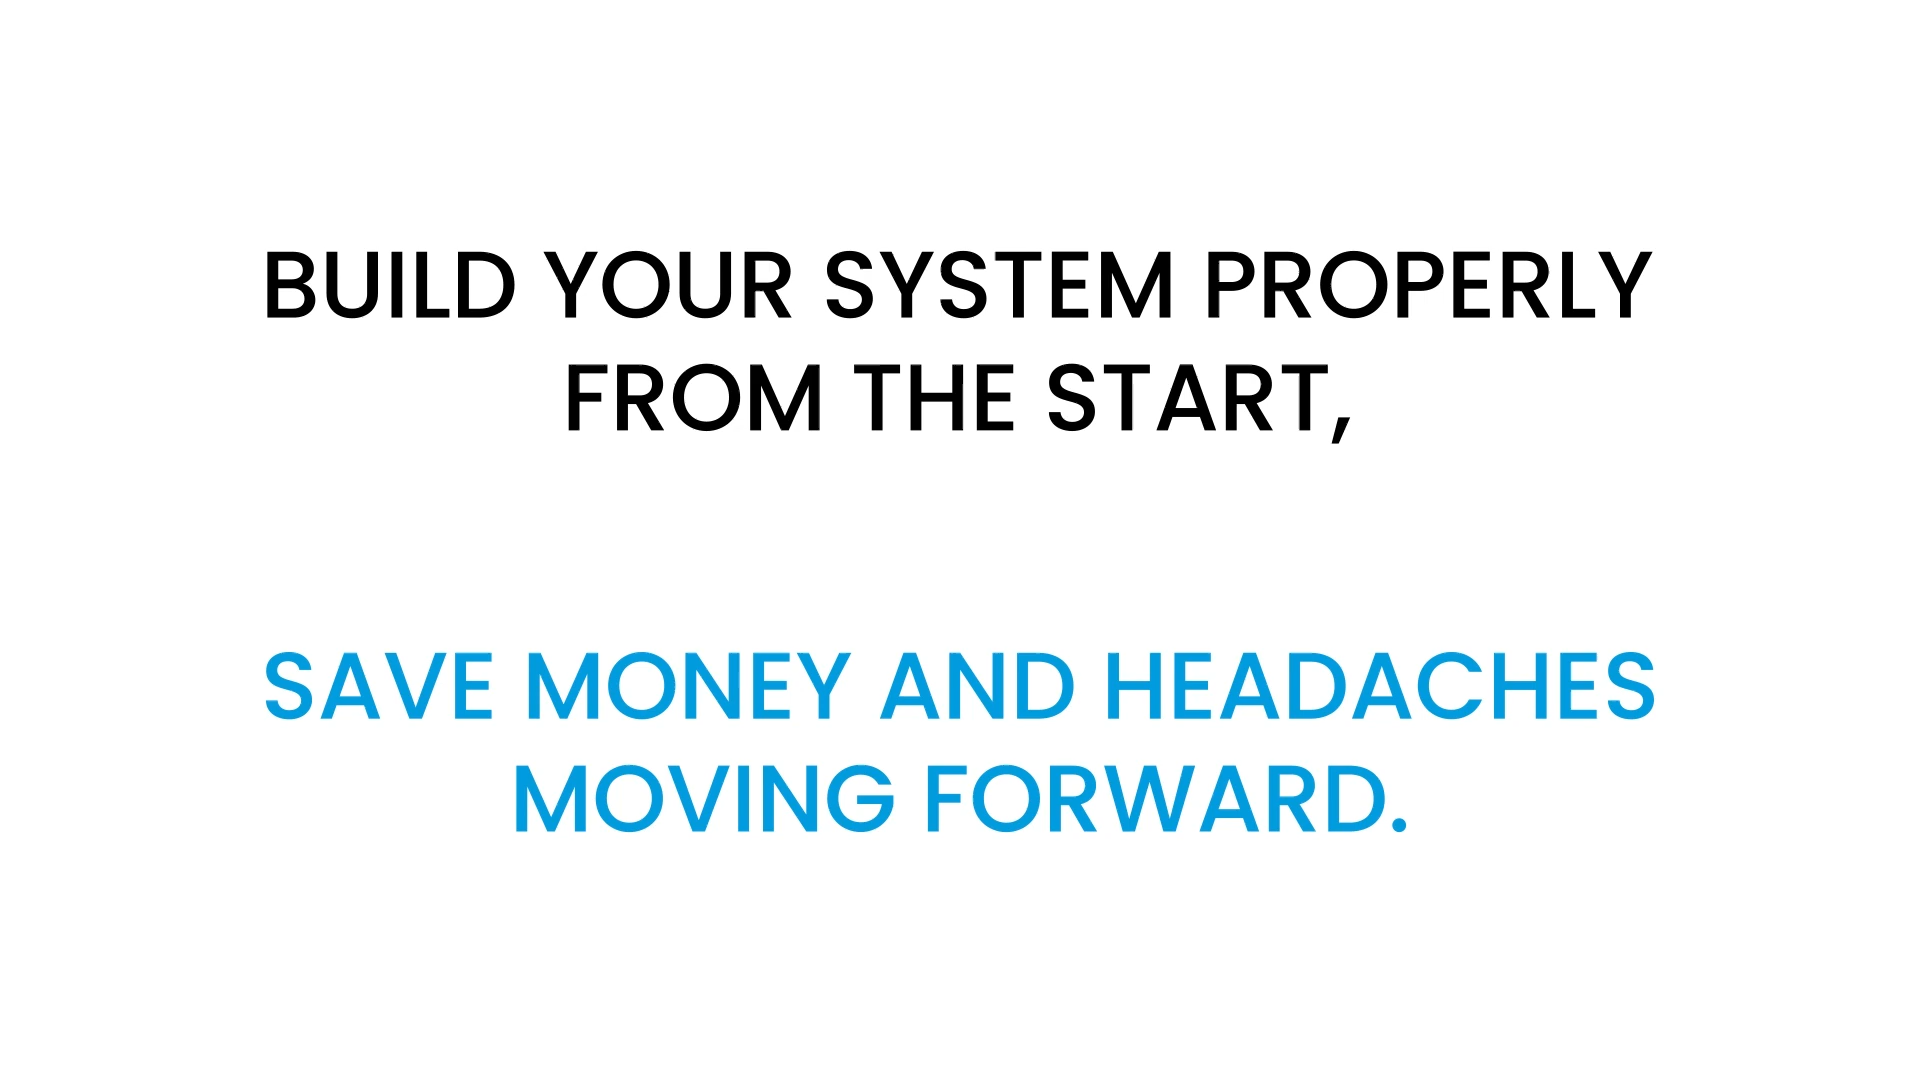 BUILD YOUR SYSTEM PROPERLY
FROM THE START,
SAVE MONEY AND HEADACHES
MOVING FORWARD.